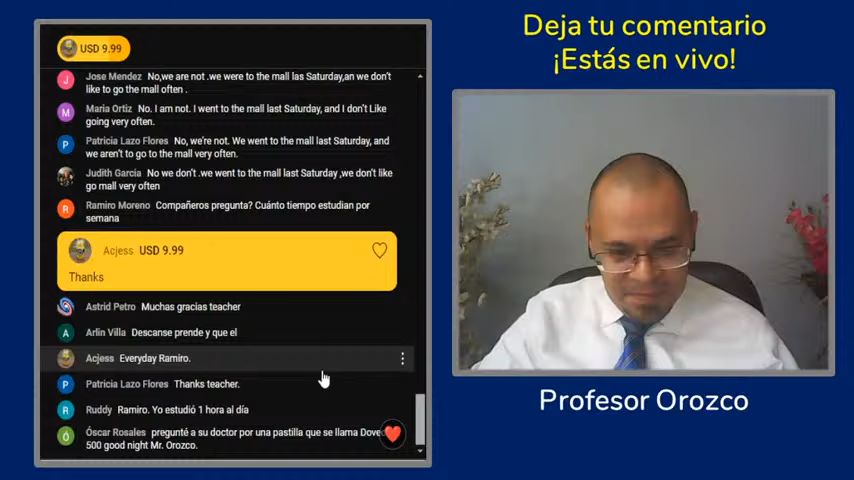 Deja tu comentario
¡Estás en vivo!
USD 9.99
J Jose Mendez No,we are not .we were to the mall las Saturday,an we don't
like to go the mall often .
M Maria Ortiz No. I am not. I went to the mall last Saturday, and I don't Like
going very often.
P Patricia Lazo Flores No, we're not. We went to the mall last Saturday, and
we aren't to go to the mall very often.
Judith Garcia No we don't .we went to the mall last Saturday ,we don't like
go mall very often
R Ramiro Moreno Compañeros pregunta? Cuánto tiempo estudian por
semana
Acjess USD 9.99
Thanks
Astrid Petro Muchas gracias teacher
A Arlin Villa Descanse prende y que el
Acjess Everyday Ramiro.
P Patricia Lazo Flores Thanks teacher.
R Ruddy Ramiro. Yo estudió 1 hora al día
Ó Óscar Rosales pregunté a su doctor por una pastilla que se llama
500 good night Mr. Orozco.
Profesor Orozco